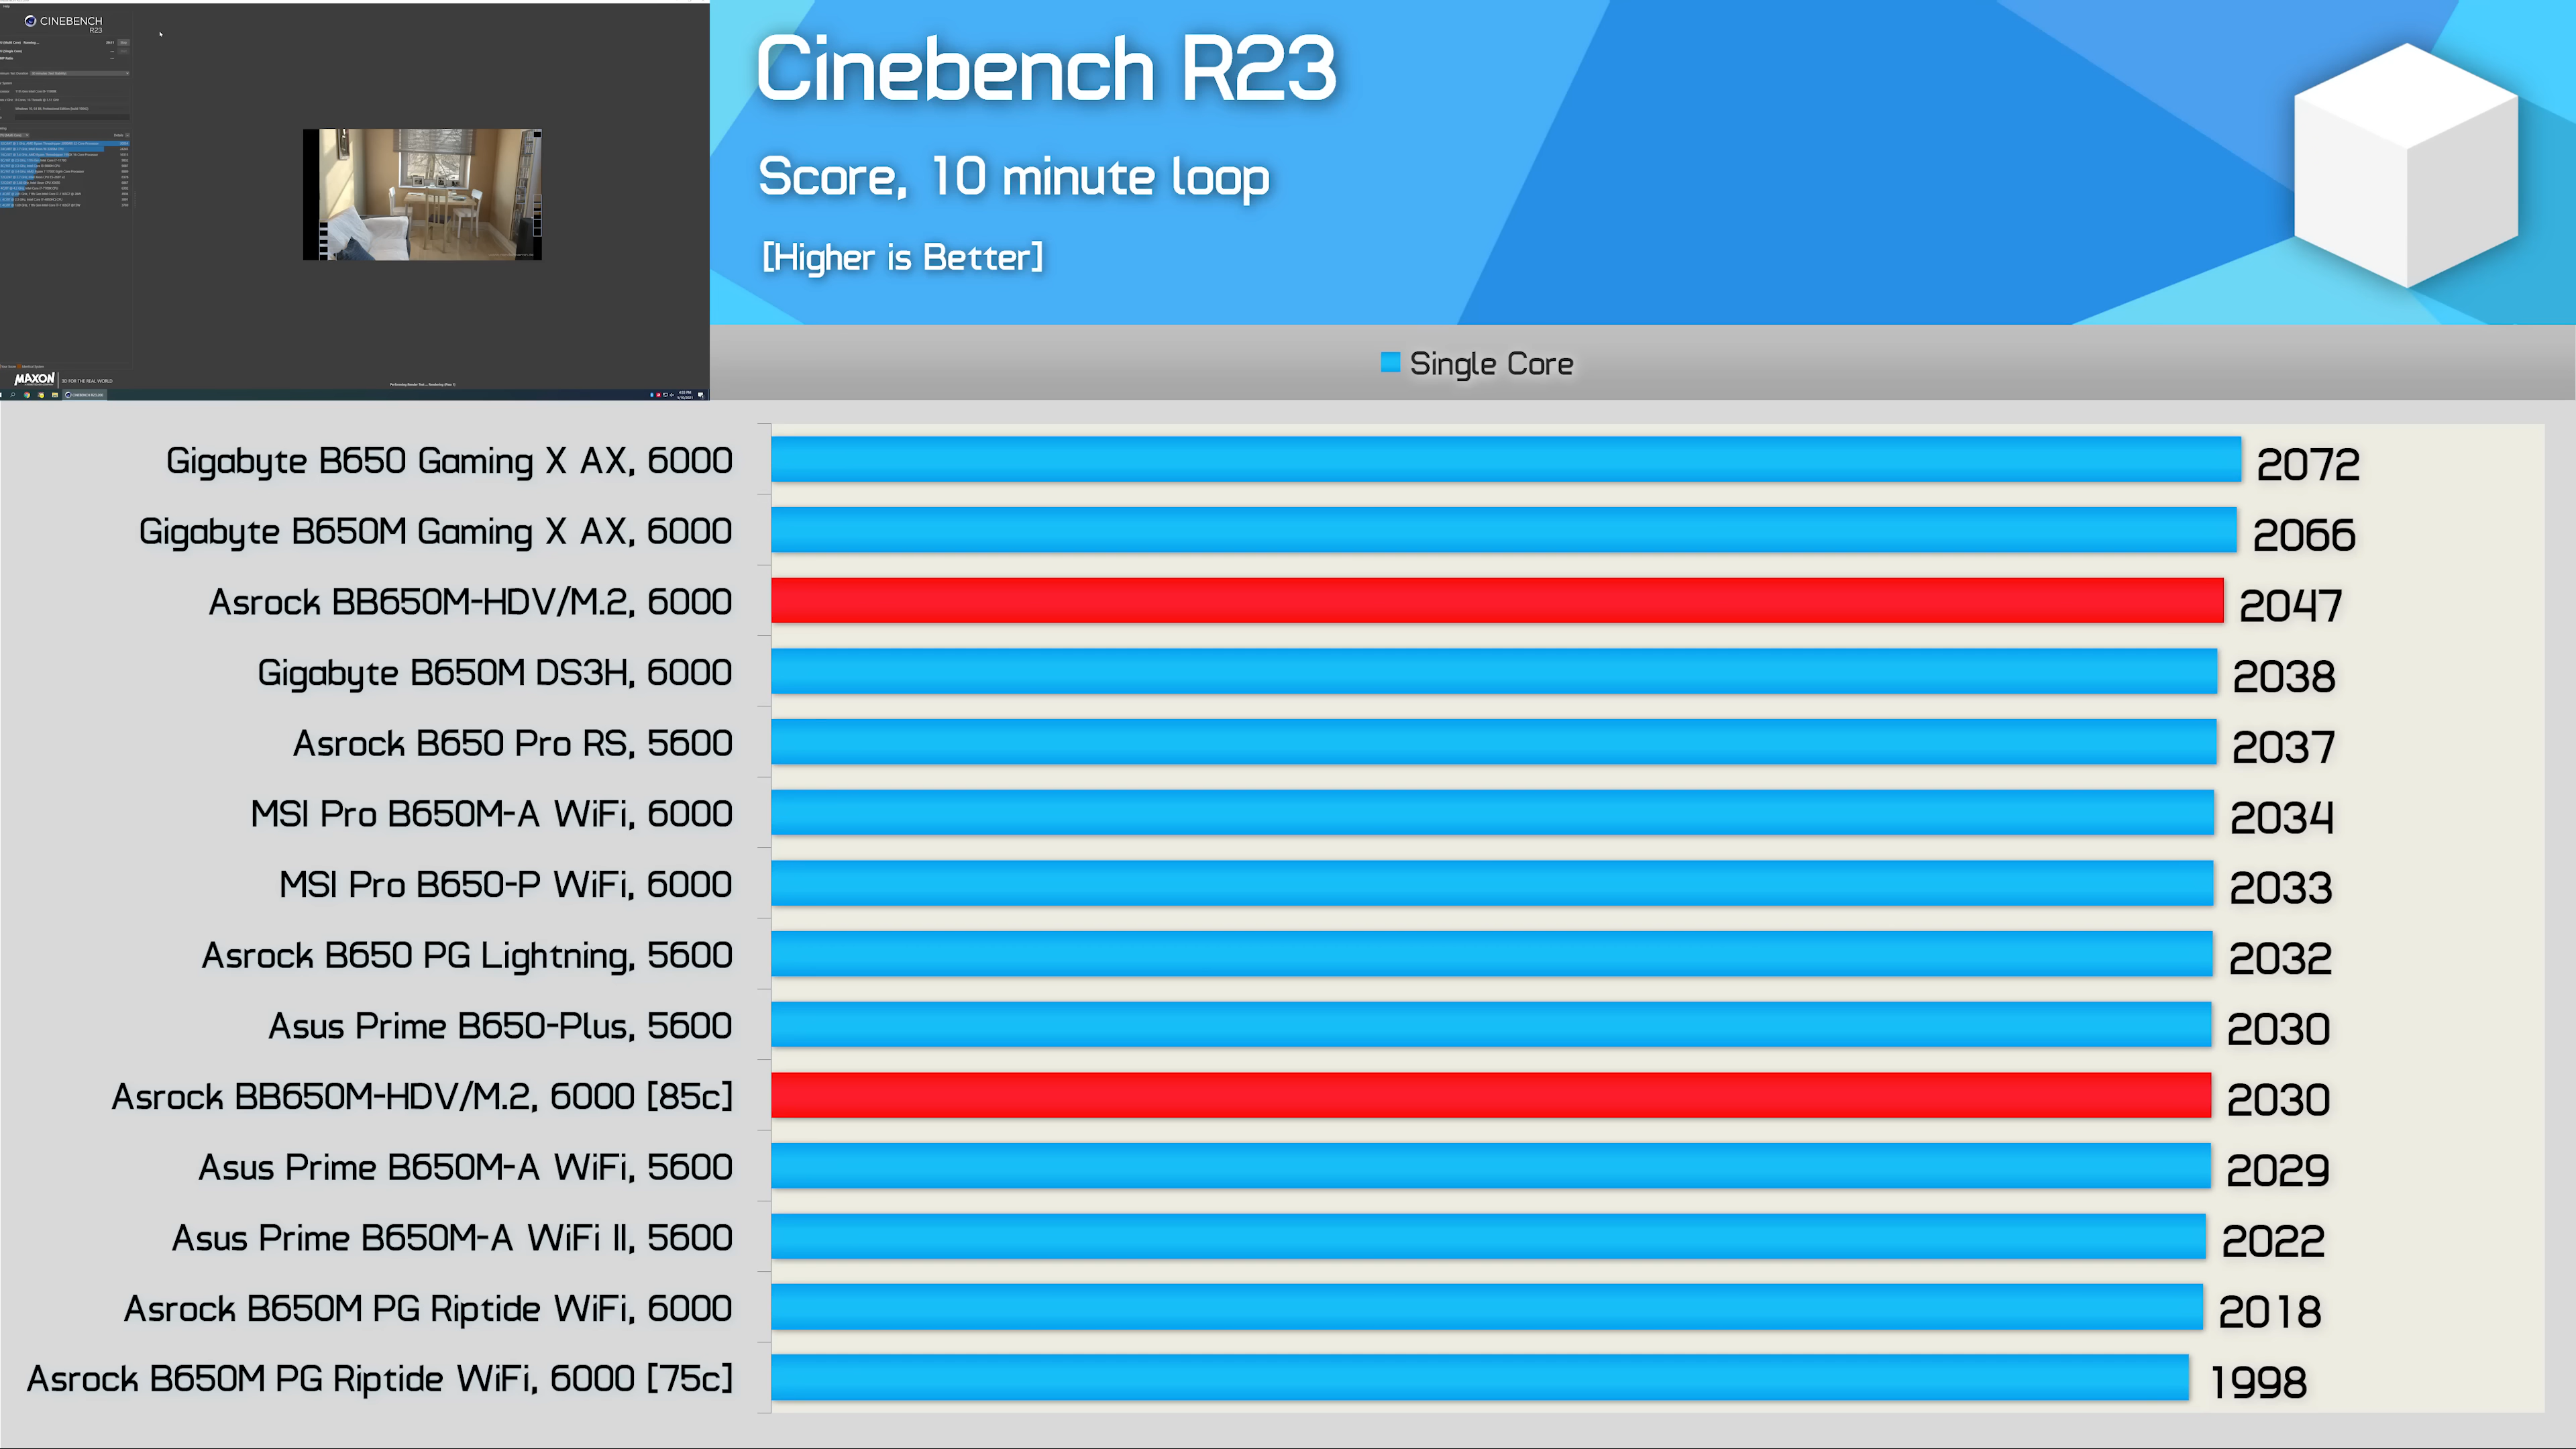 CINEBENCH
R23
MAXON
3D FOR THE REAL WORLD
Cinebench R23
Score, 10 minute loop
[Higher is Better]
Single Core
Gigabyte B650 Gaming X AX, 6000 2072
Gigabyte B650M Gaming X AX, 6000 2066
Asrock BB650M-HDV/M.2, 6000 2047
Gigabyte B650M DS3H, 6000 2038
Asrock B650 Pro RS, 5600 2037
MSI Pro B650M-A WiFi, 6000 2034
MSI Pro B650-P WiFi, 6000 2033
Asrock B650 PG Lightning, 5600 2032
Asus Prime B650-Plus, 5600 2030
Asrock BB650M-HDV/M.2, 6000 [85c] 2030
Asus Prime B650M-A WiFi, 5600 2029
Asus Prime B650M-A WiFi II, 5600 2022
Asrock B650M PG Riptide WiFi, 6000 2018
Asrock B650M PG Riptide WiFi, 6000 [75c] 1998